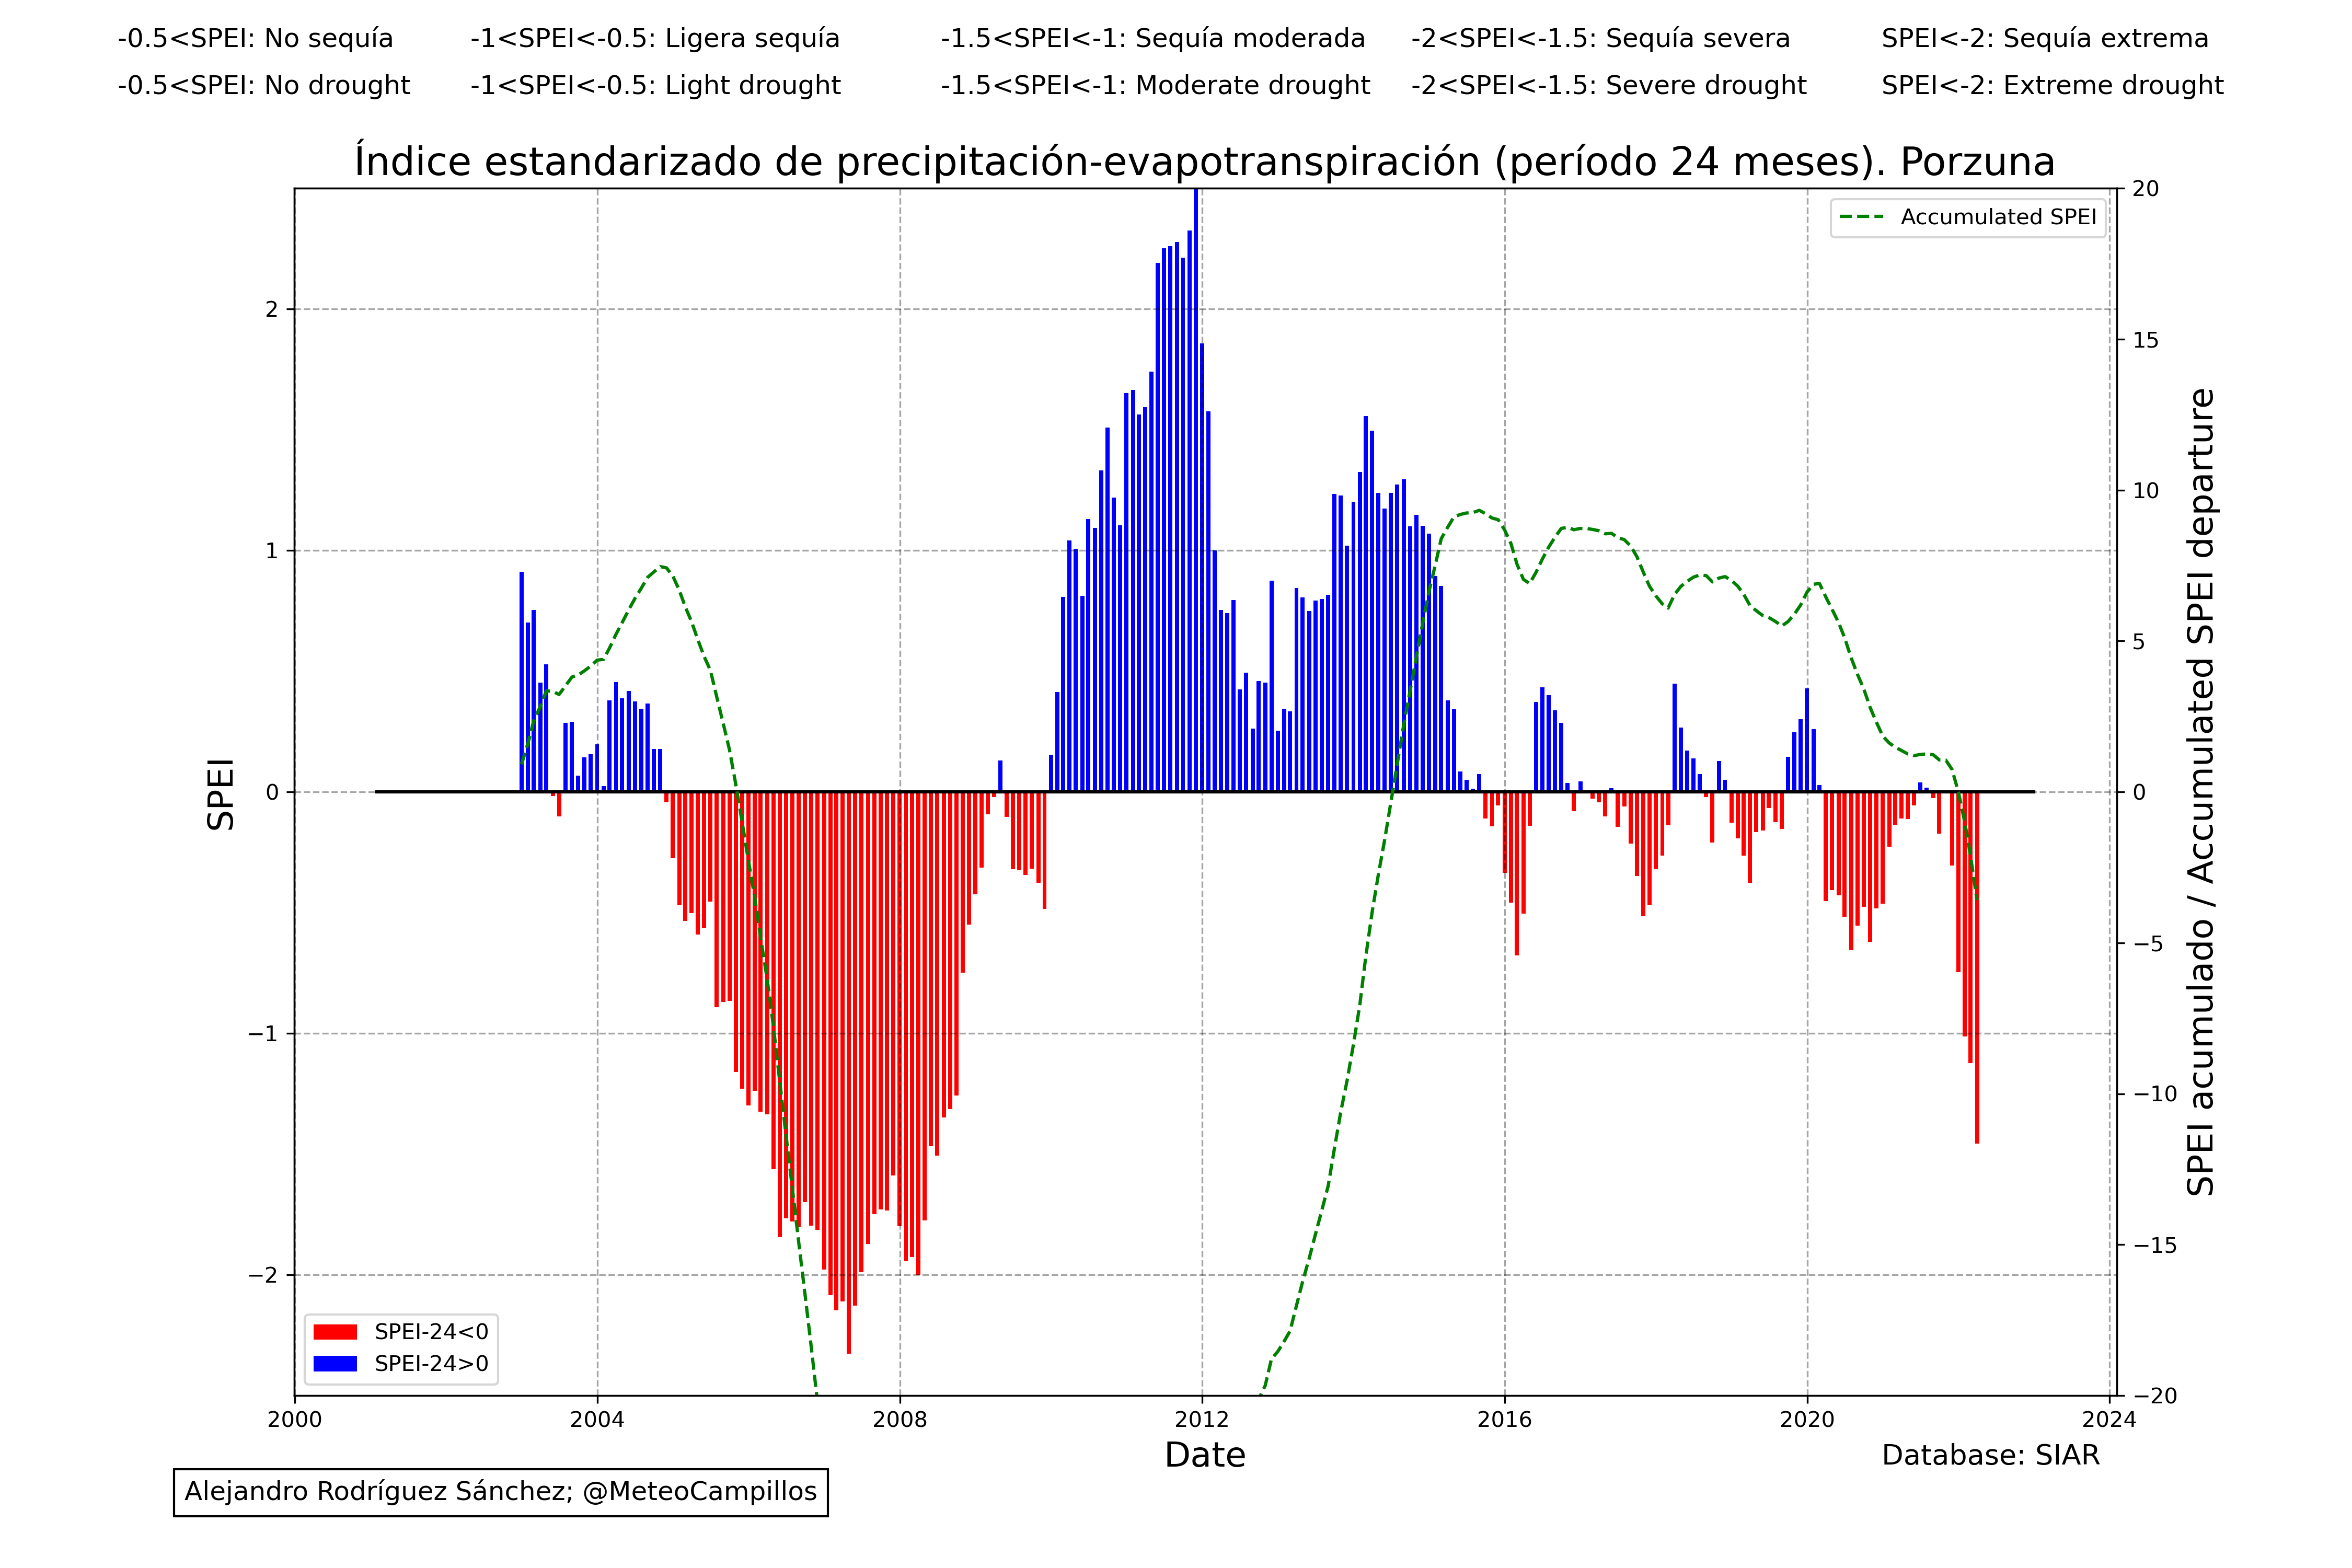 -0.5<SPEI: No sequía -1<SPEI<-0.5: Ligera sequía -1.5<SPEI<-1: Sequía moderada -2<SPEI<-1.5: Sequía severa SPEI<-2: Sequía extrema
-0.5<SPEI: No drought -1<SPEI<-0.5: Light drought -1.5<SPEI<-1: Moderate drought -2<SPEI<-1.5: Severe drought SPEI<-2: Extreme drought
Índice estandarizado de precipitación-evapotranspiración (período 24 meses). Porzuna
Accumulated SPEI
SPEI
2
1
0
−1
−2
20
15
10
5
0
−5
−10
−15
−20
SPEI acumulado / Accumulated SPEI departure
SPEI-24<0
SPEI-24>0
2000 2004 2008 2012 2016 2020 2024
Date
Database: SIAR
Alejandro Rodríguez Sánchez; @MeteoCampillos